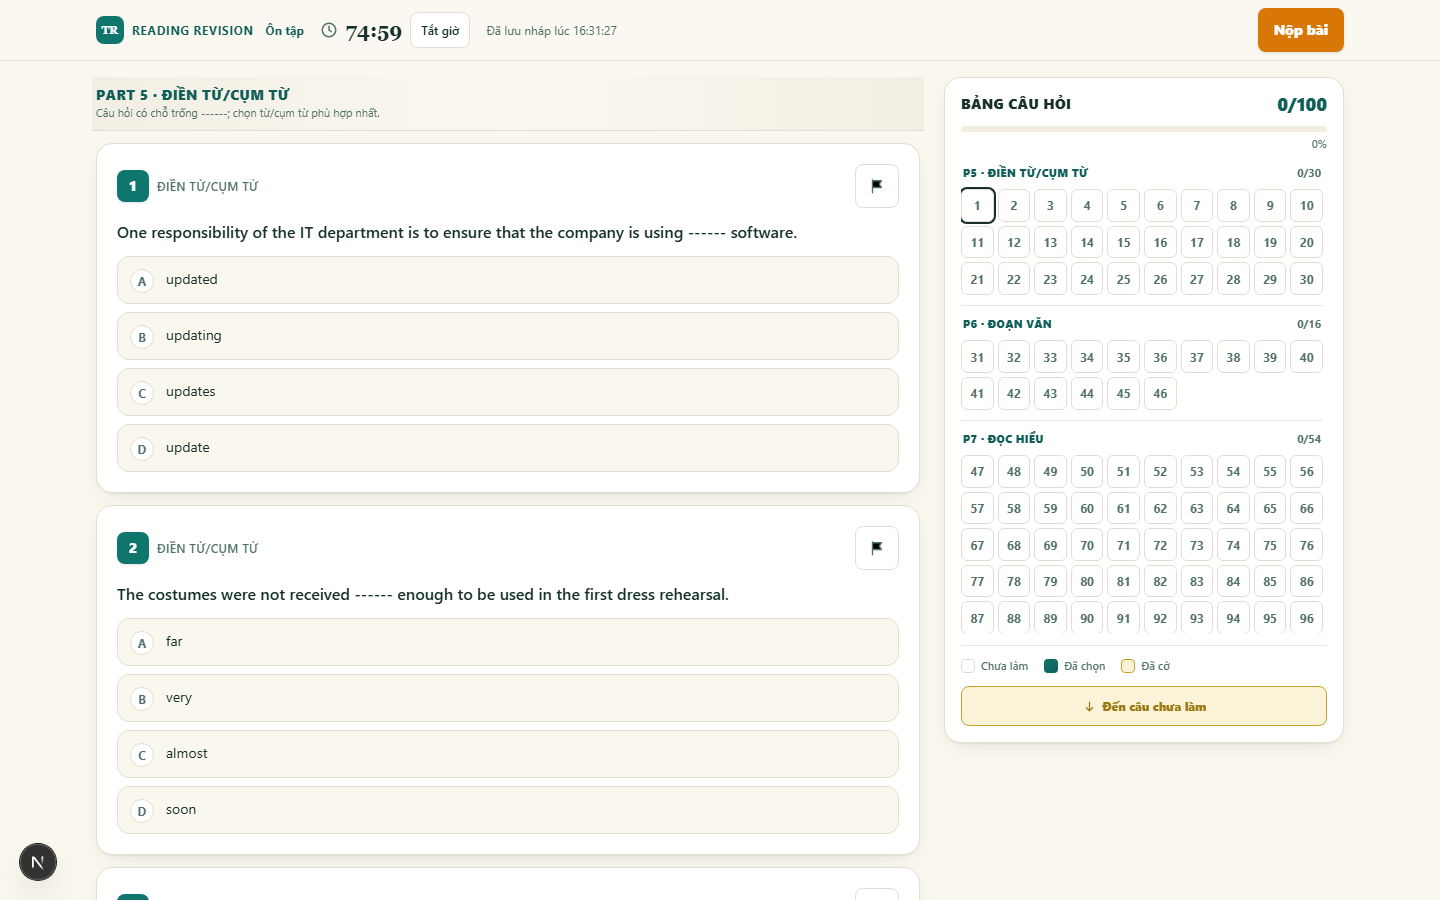 TR READING REVISION Ôn tập 74:59 Tắt giờ Đã lưu nháp lúc 16:31:27 Nộp bài
PART 5 · ĐIỀN TỪ/CỤM TỪ
Câu hỏi có chỗ trống ------; chọn từ/cụm từ phù hợp nhất.
1 ĐIỀN TỪ/CỤM TỪ
One responsibility of the IT department is to ensure that the company is using ------ software.
A updated
B updating
C updates
D update
2 ĐIỀN TỪ/CỤM TỪ
The costumes were not received ------ enough to be used in the first dress rehearsal.
A far
B very
C almost
D soon
BẢNG CÂU HỎI 0/100
0%
P5 · ĐIỀN TỪ/CỤM TỪ 0/30
1 2 3 4 5 6 7 8 9 10
11 12 13 14 15 16 17 18 19 20
21 22 23 24 25 26 27 28 29 30
P6 · ĐOẠN VĂN 0/16
31 32 33 34 35 36 37 38 39 40
41 42 43 44 45 46
P7 · ĐỌC HIỂU 0/54
47 48 49 50 51 52 53 54 55 56
57 58 59 60 61 62 63 64 65 66
67 68 69 70 71 72 73 74 75 76
77 78 79 80 81 82 83 84 85 86
87 88 89 90 91 92 93 94 95 96
Chưa làm Đã chọn Đã cờ
↓ Đến câu chưa làm
N